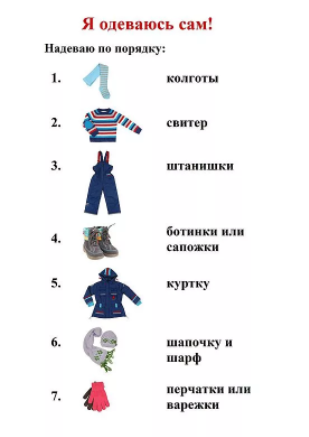 Я одеваюсь сам!
Надеваю по порядку:
1. колготы
2. свитер
3. штанишки
4. ботинки или
сапожки
5. куртку
6. шапочку и
шарф
7. перчатки или
варежки